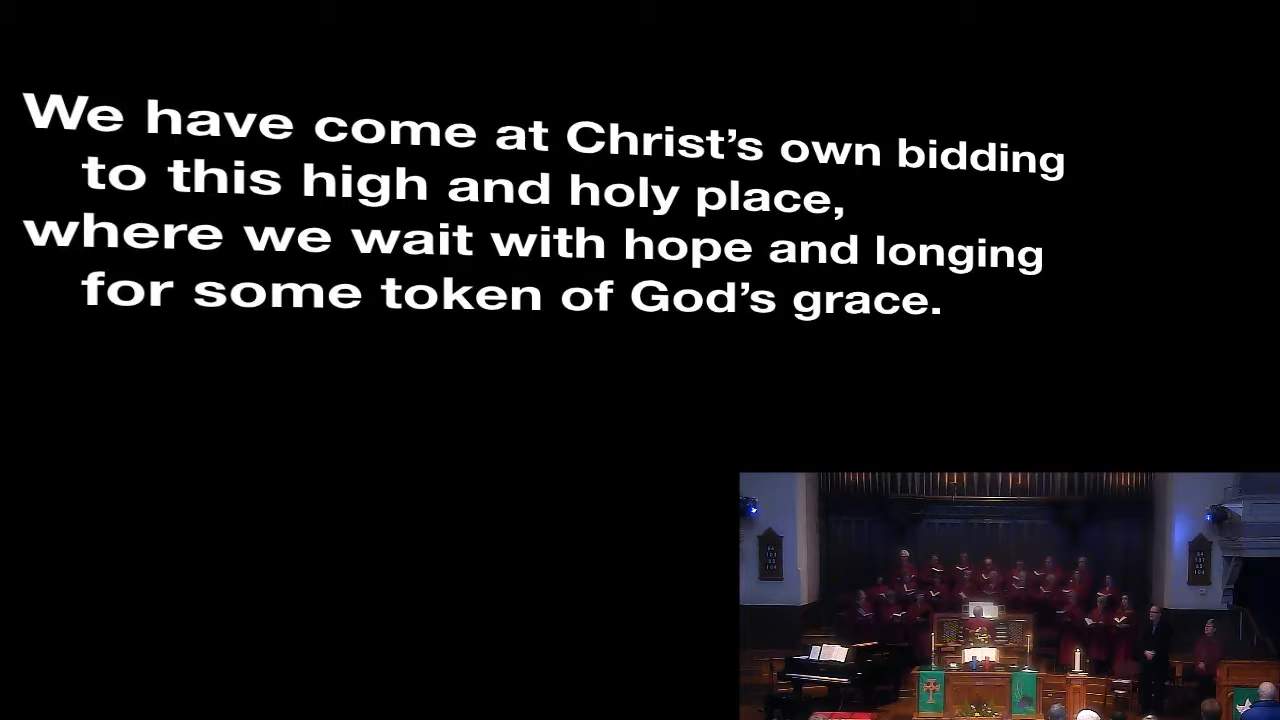 We have come at Christ's own bidding
to this high and holy place,
where we wait with hope and longing
for some token of God's grace.